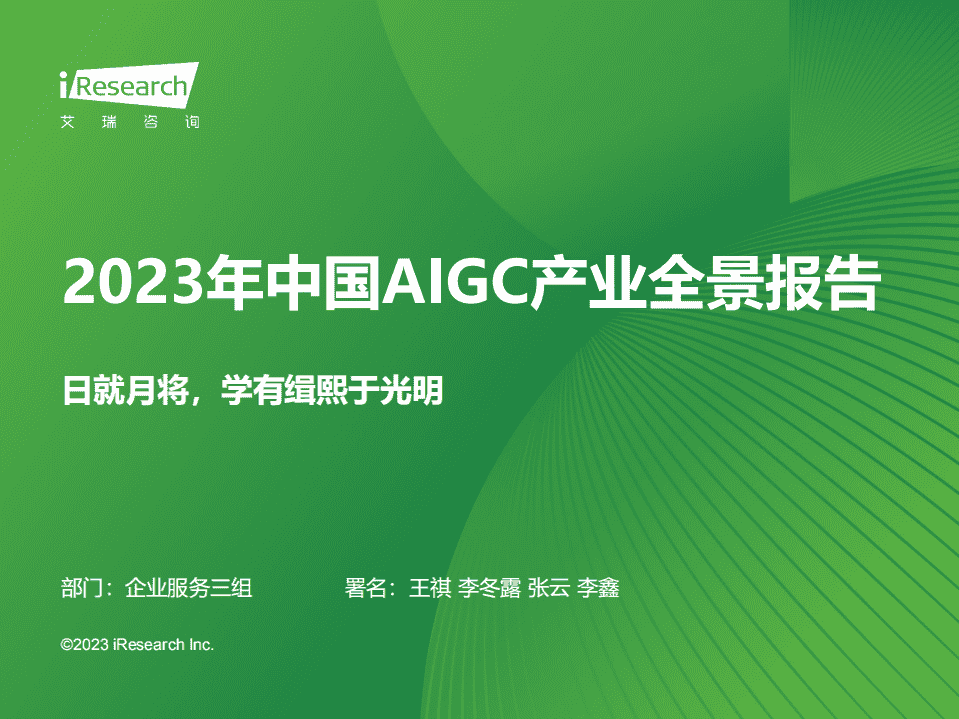 iResearch
艾瑞咨询
2023年中国AIGC产业全景报告
日就月将，学有缉熙于光明
部门：企业服务三组 署名：王祺 李冬露 张云 李鑫
©2023 iResearch Inc.